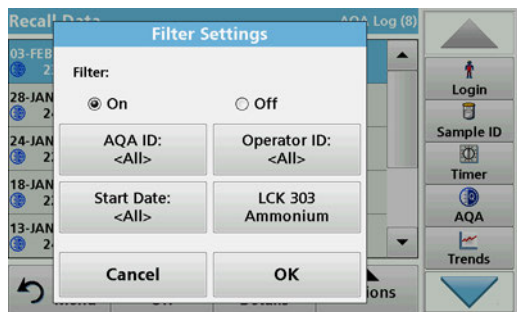 Recall Data AQA Log (8)
Filter Settings
03-FEB
Filter:
On Off
28-JAN
24-JAN
AQA ID:
<All>
Operator ID:
<All>
18-JAN
Start Date:
<All>
LCK 303
Ammonium
13-JAN
Cancel OK
Login
Sample ID
Timer
AQA
Trends